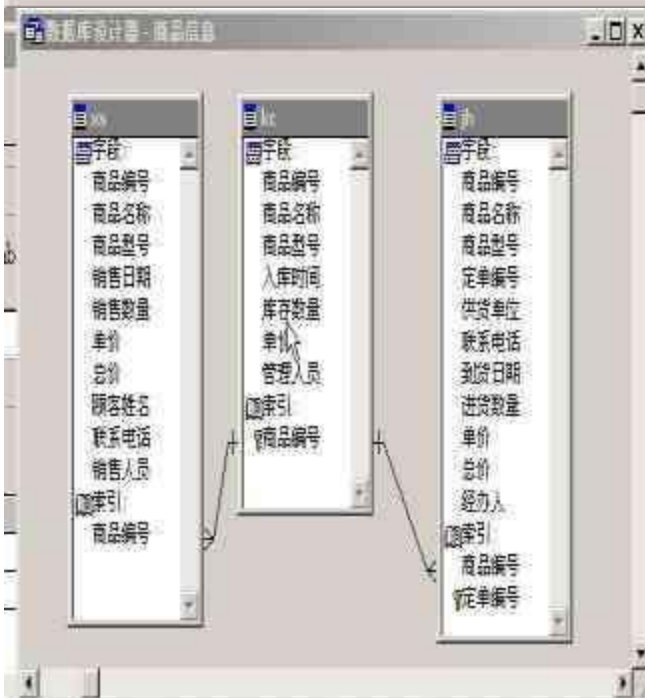 数据库设计器 - 商品信息
xs
字段:
商品编号
商品名称
商品型号
销售日期
销售数量
单价
总价
顾客姓名
联系电话
销售人员
索引:
商品编号
kc
字段:
商品编号
商品名称
商品型号
入库时间
库存数量
单价
管理人员
索引:
商品编号
jh
字段:
商品编号
商品名称
商品型号
定单编号
供货单位
联系电话
到货日期
进货数量
单价
总价
经办人
索引:
商品编号
定单编号